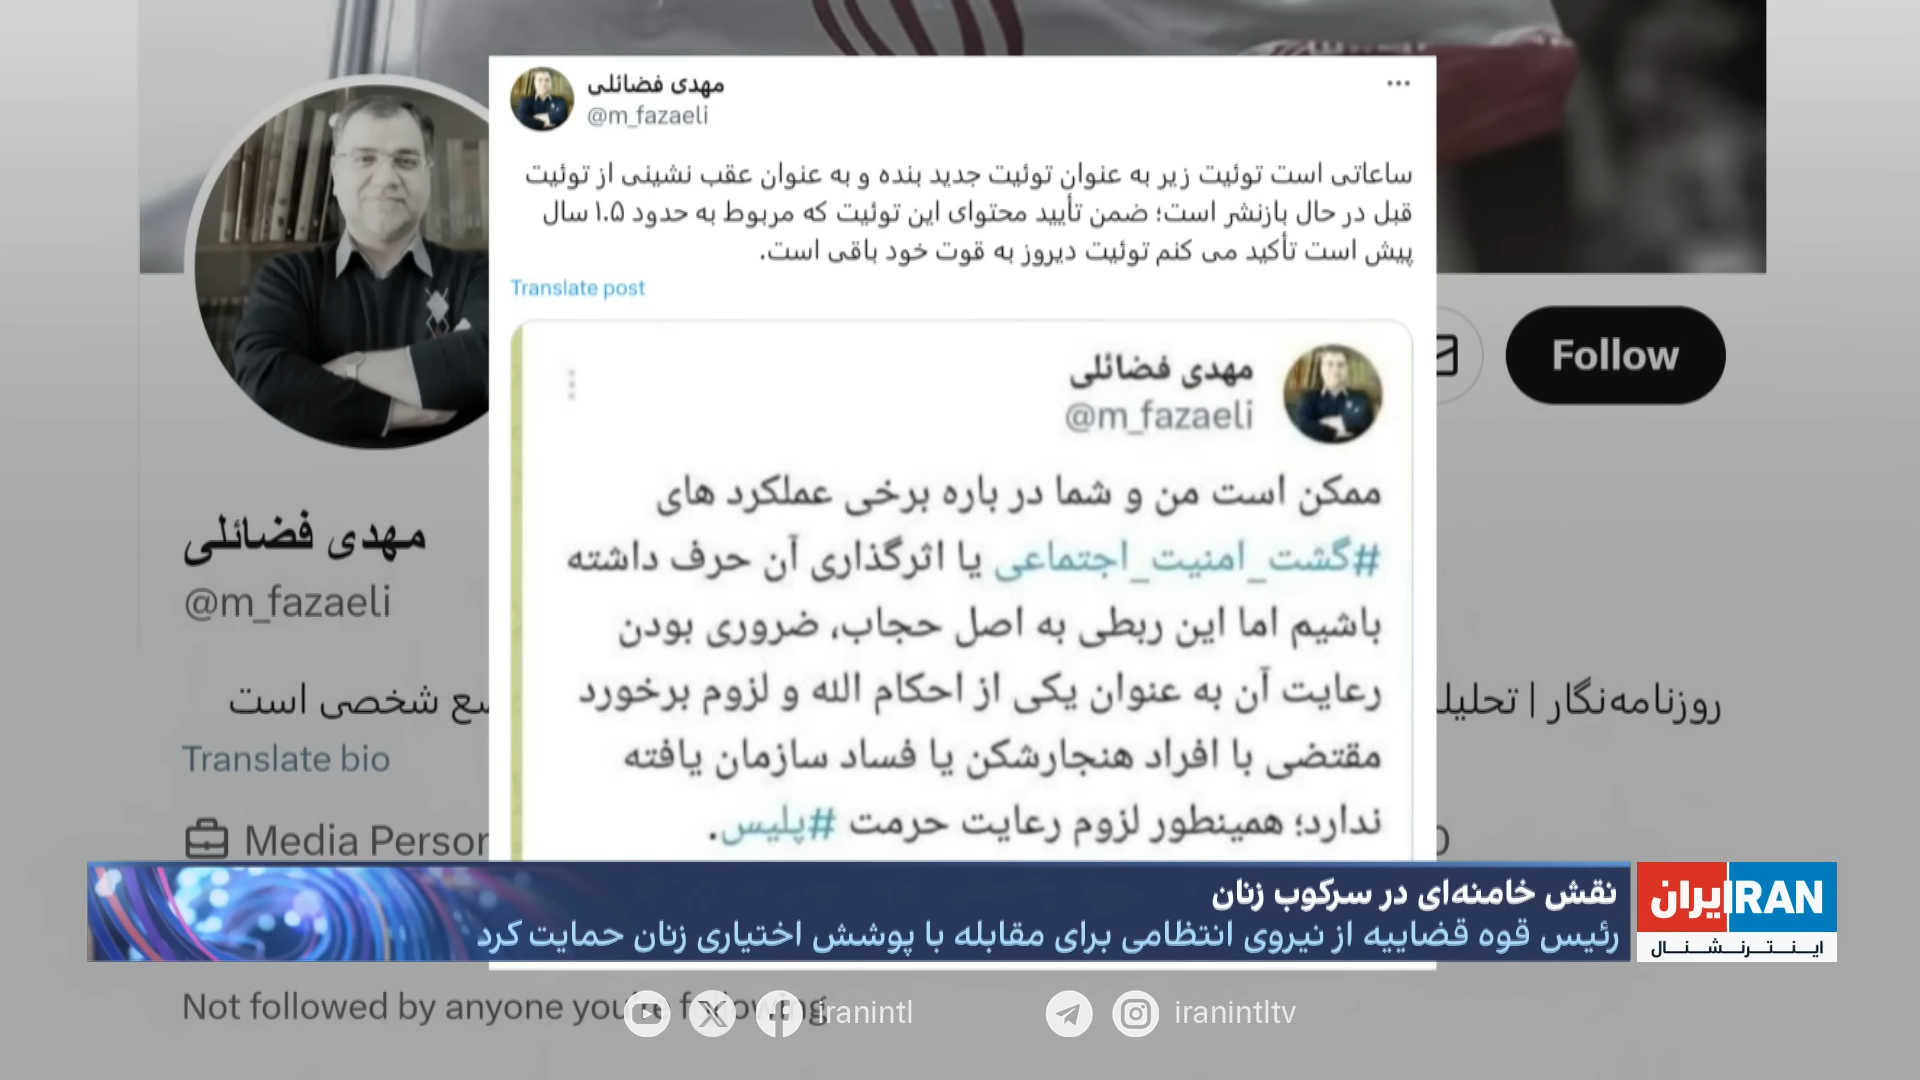 مهدی فضائلی
@m_fazaeli
ساعاتی است توئیت زیر به عنوان توئیت جدید بنده و به عنوان عقب نشینی از توئیت
قبل در حال بازنشر است؛ ضمن تأیید محتوای این توئیت که مربوط به حدود ۱.۵ سال
پیش است تأکید می کنم توئیت دیروز به قوت خود باقی است.
Translate post
مهدی فضائلی
@m_fazaeli
ممکن است من و شما در باره برخی عملکرد های
#گشت_امنیت_اجتماعی یا اثرگذاری آن حرف داشته
باشیم اما این ربطی به اصل حجاب، ضروری بودن
رعایت آن به عنوان یکی از احکام الله و لزوم برخورد
مقتضی با افراد هنجارشکن یا فساد سازمان یافته
ندارد؛ همینطور لزوم رعایت حرمت #پلیس.
Follow
مهدی فضائلی
@m_fazaeli
روزنامه‌نگار |
شخصی است
Translate bio
Media
نقش خامنه‌ای در سرکوب زنان
رئیس قوه قضاییه از نیروی انتظامی برای مقابله با پوشش اختیاری زنان حمایت کرد
ایران IRAN
اینترنشنال
Not followed by anyone you're following
iranintl
iranintltv